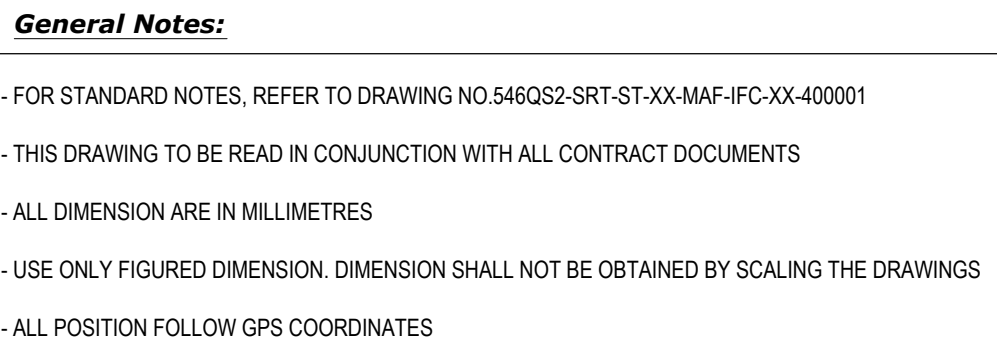 General Notes:
- FOR STANDARD NOTES, REFER TO DRAWING NO.546QS2-SRT-ST-XX-MAF-IFC-XX-400001
- THIS DRAWING TO BE READ IN CONJUNCTION WITH ALL CONTRACT DOCUMENTS
- ALL DIMENSION ARE IN MILLIMETRES
- USE ONLY FIGURED DIMENSION. DIMENSION SHALL NOT BE OBTAINED BY SCALING THE DRAWINGS
- ALL POSITION FOLLOW GPS COORDINATES